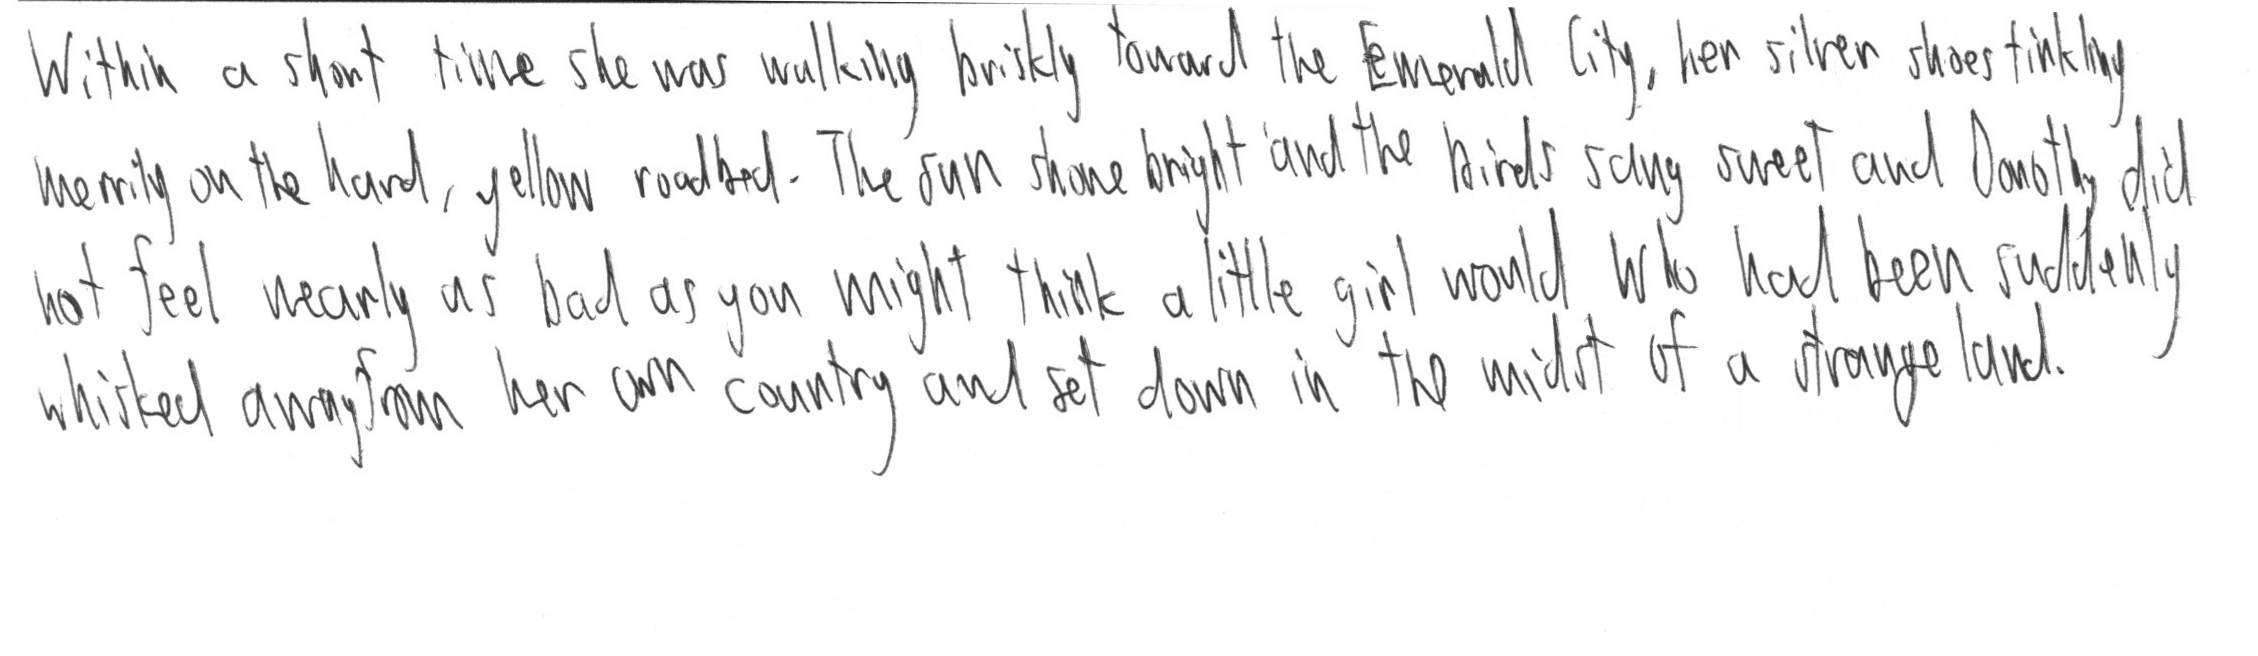 Within a short time she was walking briskly toward the Emerald City, her silver shoes tinkling
merrily on the hard, yellow roadbed. The sun shone bright and the birds sang sweet and Dorothy did
not feel nearly as bad as you might think a little girl would who had been suddenly
whisked away from her own country and set down in the midst of a strange land.